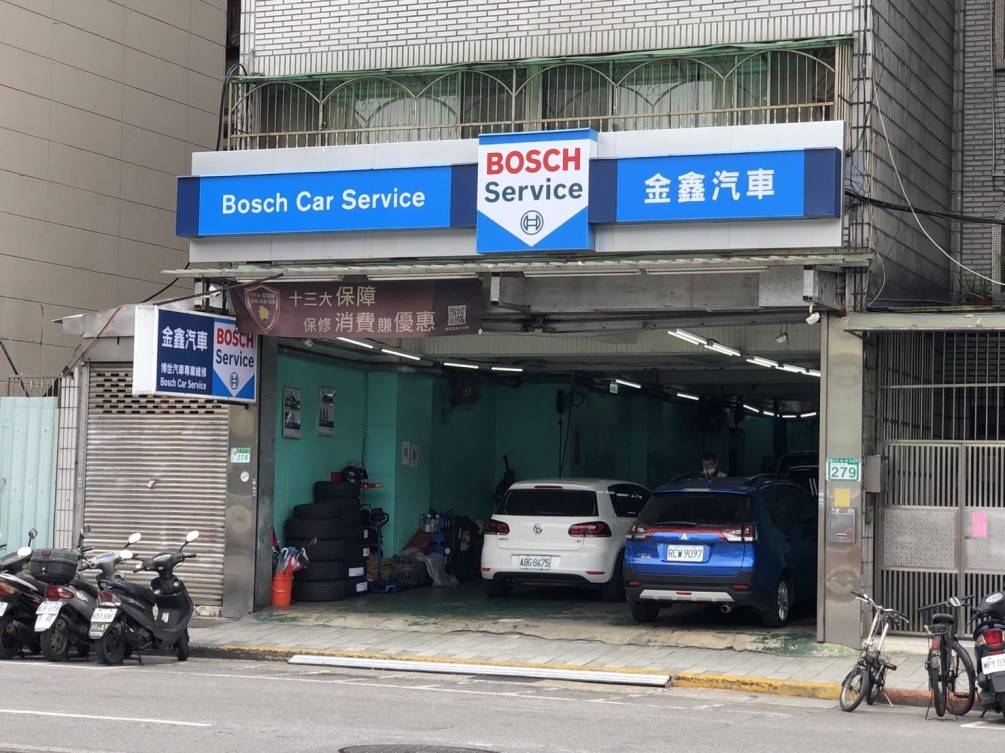 Bosch Car Service
BOSCH
Service
金鑫汽車
十三大保障
保修消費賺優惠
金鑫汽車
博世汽車專業維修
Bosch Car Service
BOSCH
Service
279
279
ABG-8675
RCW-9097